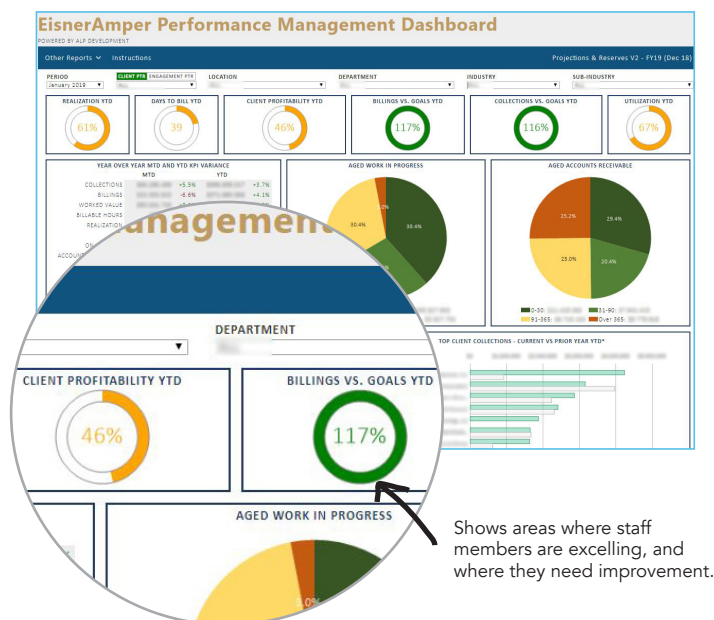 EisnerAmper Performance Management Dashboard
POWERED BY ALP DEVELOPMENT
Other Reports Instructions Projections & Reserves V2 - FY19 (Dec 18)
PERIOD CLIENT PTR ENGAGEMENT PTR LOCATION DEPARTMENT INDUSTRY SUB-INDUSTRY
January 2019
REALIZATION YTD DAYS TO BILL YTD CLIENT PROFITABILITY YTD BILLINGS VS. GOALS YTD COLLECTIONS VS. GOALS YTD UTILIZATION YTD
61% 39 46% 117% 116% 67%
YEAR OVER YEAR MTD AND YTD KPI VARIANCE
MTD YTD
COLLECTIONS +5.5% +3.7%
BILLINGS -6.6% +4.1%
WORKED VALUE
BILLABLE HOURS
REALIZATION
AGED WORK IN PROGRESS
30.4% 38.4%
AGED ACCOUNTS RECEIVABLE
25.2% 29.4%
25.0% 20.4%
0-30: 31-90:
91-365: Over 365:
TOP CLIENT COLLECTIONS - CURRENT VS PRIOR YEAR YTD*
anagement
DEPARTMENT
CLIENT PROFITABILITY YTD BILLINGS VS. GOALS YTD
46% 117%
AGED WORK IN PROGRESS
Shows areas where staff
members are excelling, and
where they need improvement.